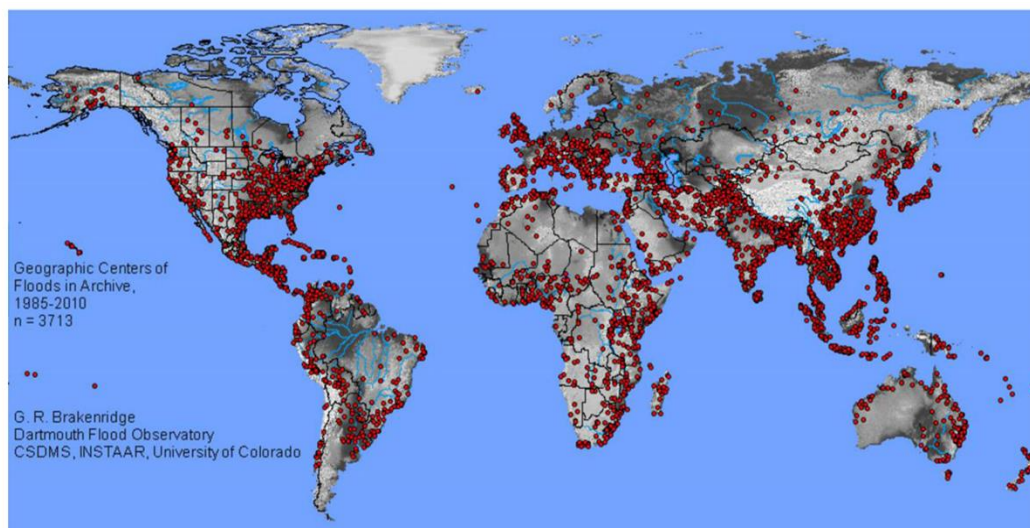 Geographic Centers of
Floods in Archive,
1985-2010
n = 3713
G. R. Brakenridge
Dartmouth Flood Observatory
CSDMS, INSTAAR, University of Colorado